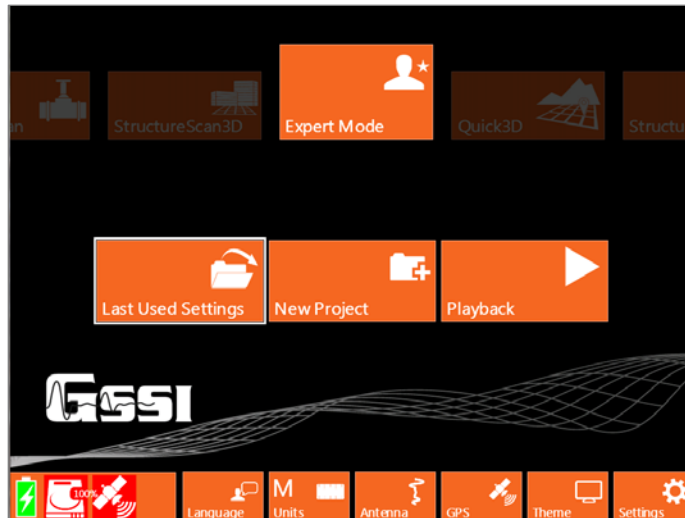 StructureScan3D
Expert Mode
Quick3D
Last Used Settings
New Project
Playback
GSSI
100%
Language
M
Units
Antenna
GPS
Theme
Settings